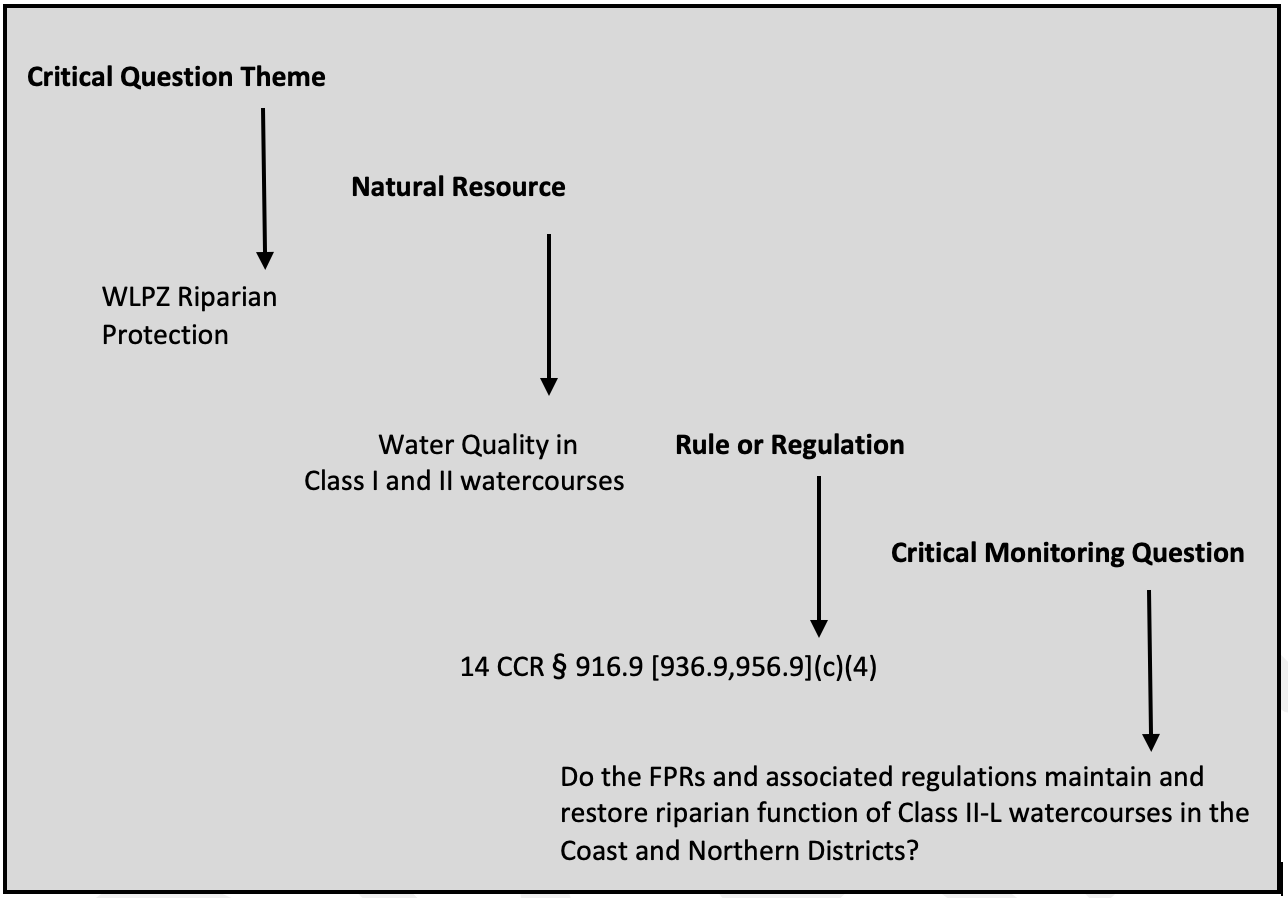 Critical Question Theme
Natural Resource
WLPZ Riparian
Protection
Water Quality in
Class I and II watercourses
Rule or Regulation
Critical Monitoring Question
14 CCR § 916.9 [936.9,956.9](c)(4)
Do the FPRs and associated regulations maintain and
restore riparian function of Class II-L watercourses in the
Coast and Northern Districts?